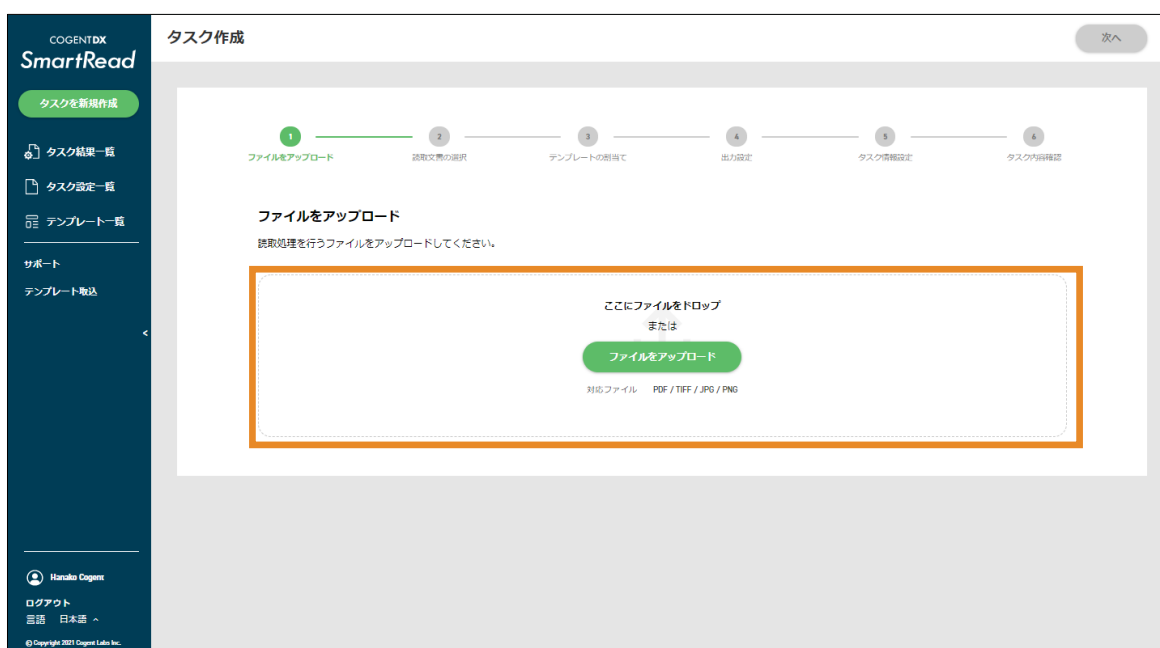 COGENTDX
SmartRead
タスクを新規作成
タスク結果一覧
タスク設定一覧
テンプレート一覧
サポート
テンプレート取込
<
Hanako Cogent
ログアウト
言語 日本語
© Copyright 2021 Cogent Labs Inc.
タスク作成
次へ
1 2 3 4 5 6
ファイルをアップロード 読取文書の選択 テンプレートの割当て 出力設定 タスク情報設定 タスク内容確認
ファイルをアップロード
読取処理を行うファイルをアップロードしてください。
ここにファイルをドロップ
または
ファイルをアップロード
対応ファイル PDF / TIFF / JPG / PNG